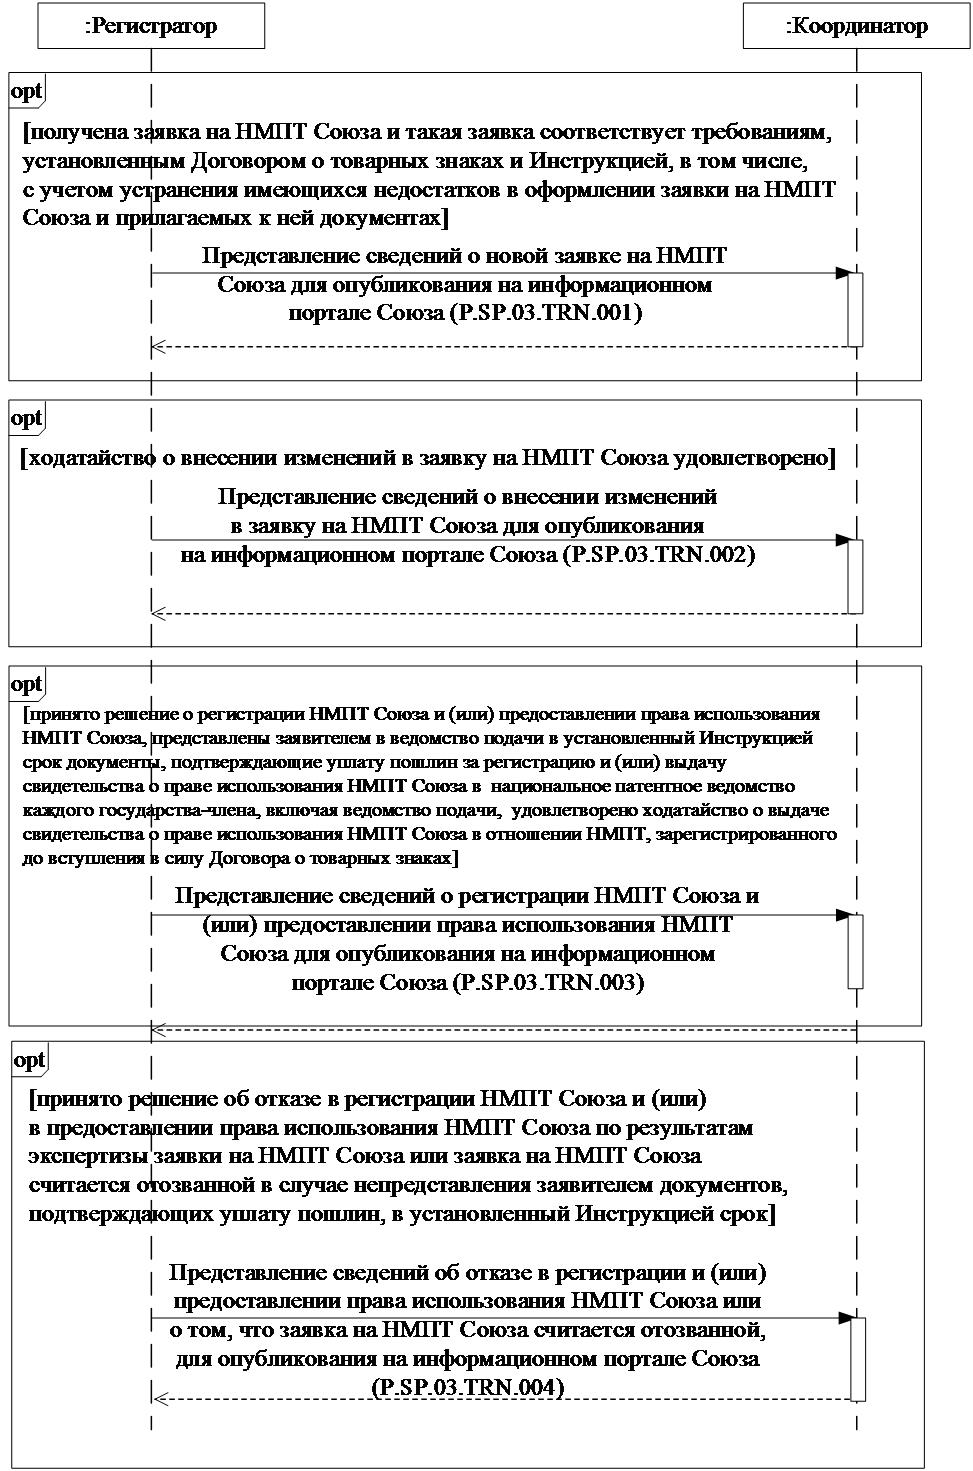 :Регистратор
:Координатор
opt
[получена заявка на НМПТ Союза и такая заявка соответствует требованиям,
установленным Договором о товарных знаках и Инструкцией, в том числе,
с учетом устранения имеющихся недостатков в оформлении заявки на НМПТ
Союза и прилагаемых к ней документах]
Представление сведений о новой заявке на НМПТ
Союза для опубликования на информационном
портале Союза (P.SP.03.TRN.001)
opt
[ходатайство о внесении изменений в заявку на НМПТ Союза удовлетворено]
Представление сведений о внесении изменений
в заявку на НМПТ Союза для опубликования
на информационном портале Союза (P.SP.03.TRN.002)
opt
[принято решение о регистрации НМПТ Союза и (или) предоставлении права использования
НМПТ Союза, представлены заявителем в ведомство подачи в установленный Инструкцией
срок документы, подтверждающие уплату пошлин за регистрацию и (или) выдачу
свидетельства о праве использования НМПТ Союза в национальное патентное ведомство
каждого государства-члена, включая ведомство подачи, удовлетворено ходатайство о выдаче
свидетельства о праве использования НМПТ Союза в отношении НМПТ, зарегистрированного
до вступления в силу Договора о товарных знаках]
Представление сведений о регистрации НМПТ Союза и
(или) предоставлении права использования НМПТ
Союза для опубликования на информационном
портале Союза (P.SP.03.TRN.003)
opt
[принято решение об отказе в регистрации НМПТ Союза и (или)
в предоставлении права использования НМПТ Союза по результатам
экспертизы заявки на НМПТ Союза или заявка на НМПТ Союза
считается отозванной в случае непредставления заявителем документов,
подтверждающих уплату пошлин, в установленный Инструкцией срок]
Представление сведений об отказе в регистрации и (или)
предоставлении права использования НМПТ Союза или
о том, что заявка на НМПТ Союза считается отозванной,
для опубликования на информационном портале Союза
(P.SP.03.TRN.004)